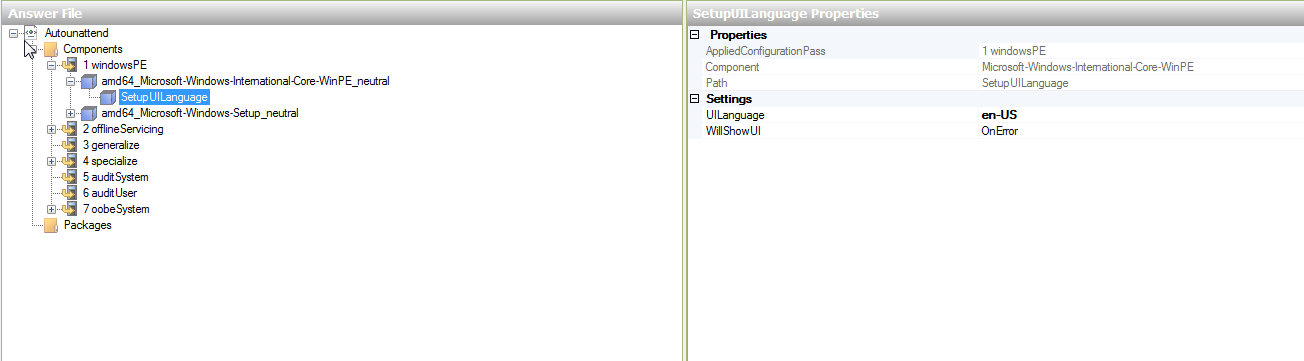 Answer File
Autounattend
Components
1 windowsPE
amd64_Microsoft-Windows-International-Core-WinPE_neutral
SetupUILanguage
amd64_Microsoft-Windows-Setup_neutral
2 offlineServicing
3 generalize
4 specialize
5 auditSystem
6 auditUser
7 oobeSystem
Packages
SetupUILanguage Properties
Properties
AppliedConfigurationPass 1 windowsPE
Component Microsoft-Windows-International-Core-WinPE
Path SetupUILanguage
Settings
UILanguage en-US
WillShowUI OnError